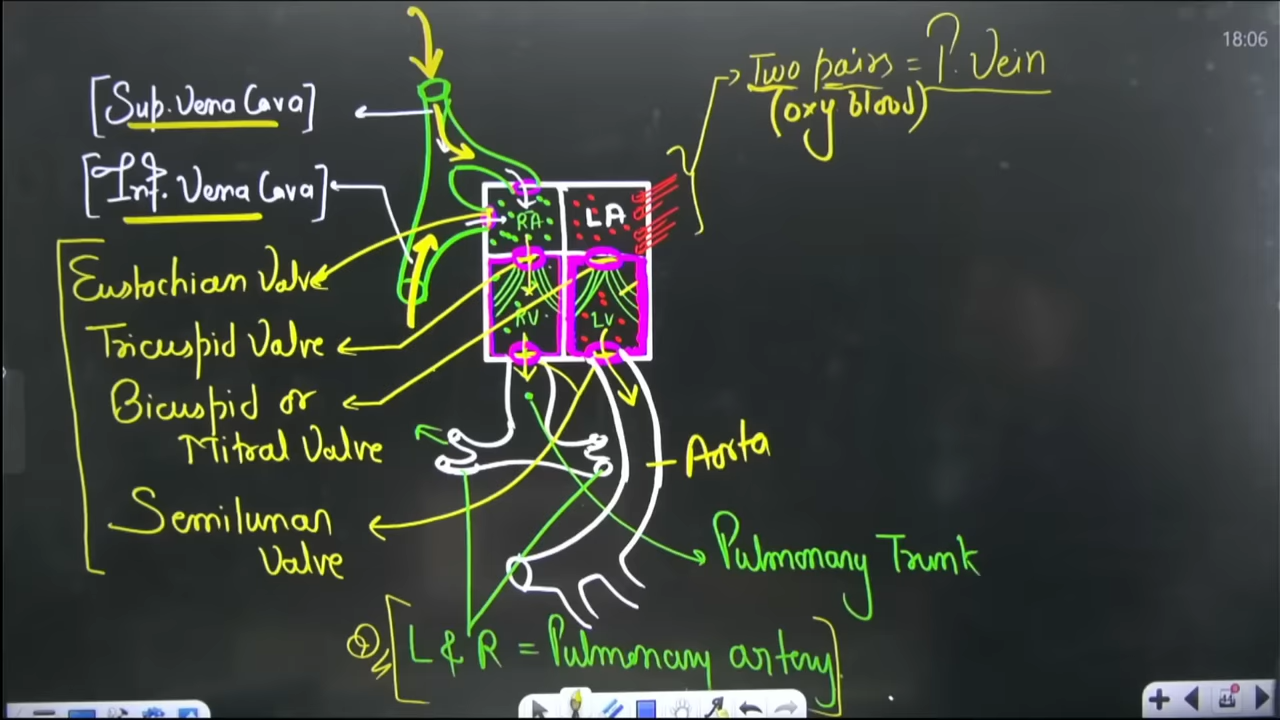 18:06
Two pairs = P. Vein
(oxy blood)
[Sup. Vena Cava]
[Inf. Vena Cava]
RA
LA
RV
LV
Eustachian Valve
Tricuspid Valve
Bicuspid or
Mitral Valve
Semilunar
Valve
Aorta
Pulmonary Trunk
[L & R = Pulmonary artery]
44